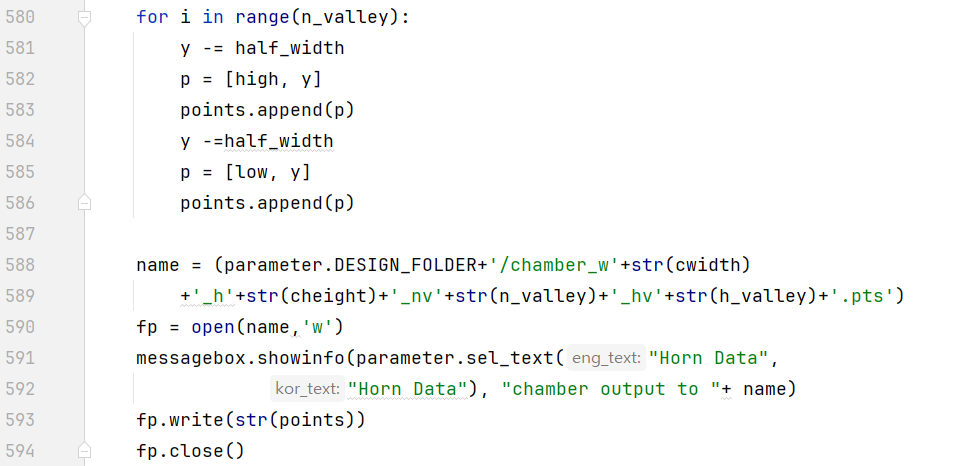 580 for i in range(n_valley):
581 y -= half_width
582 p = [high, y]
583 points.append(p)
584 y -=half_width
585 p = [low, y]
586 points.append(p)
587
588 name = (parameter.DESIGN_FOLDER+'/chamber_w'+str(cwidth)
589 +'_h'+str(cheight)+'_nv'+str(n_valley)+'_hv'+str(h_valley)+'.pts')
590 fp = open(name,'w')
591 messagebox.showinfo(parameter.sel_text( eng_text: "Horn Data",
592 kor_text: "Horn Data"), "chamber output to "+ name)
593 fp.write(str(points))
594 fp.close()